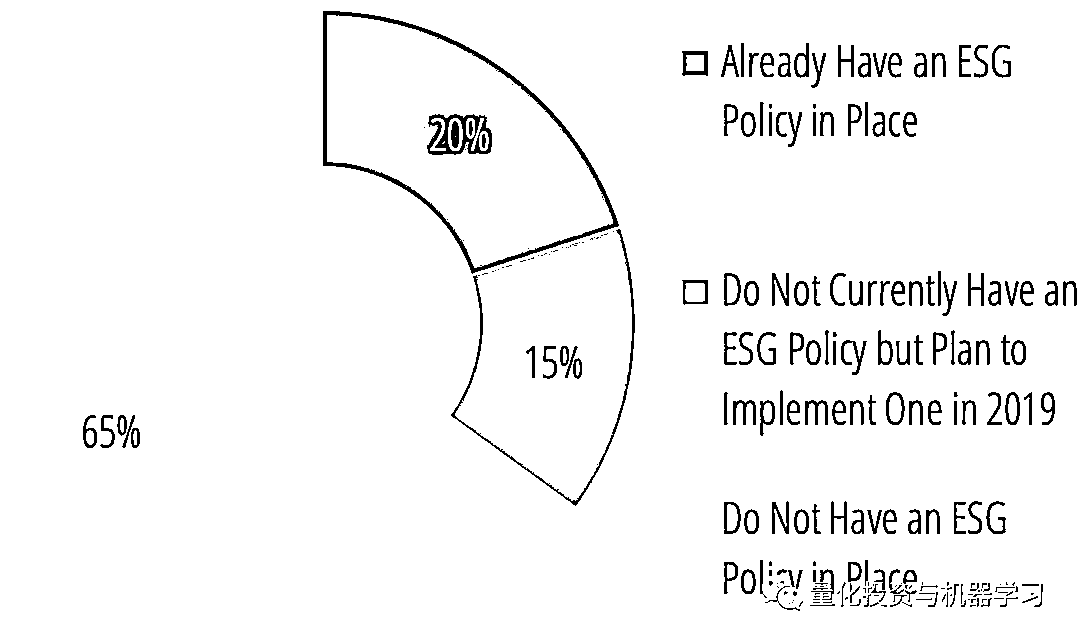 20%
15%
65%
Already Have an ESG
Policy in Place
Do Not Currently Have an
ESG Policy but Plan to
Implement One in 2019
Do Not Have an ESG
Policy in Place
量化投资与机器学习